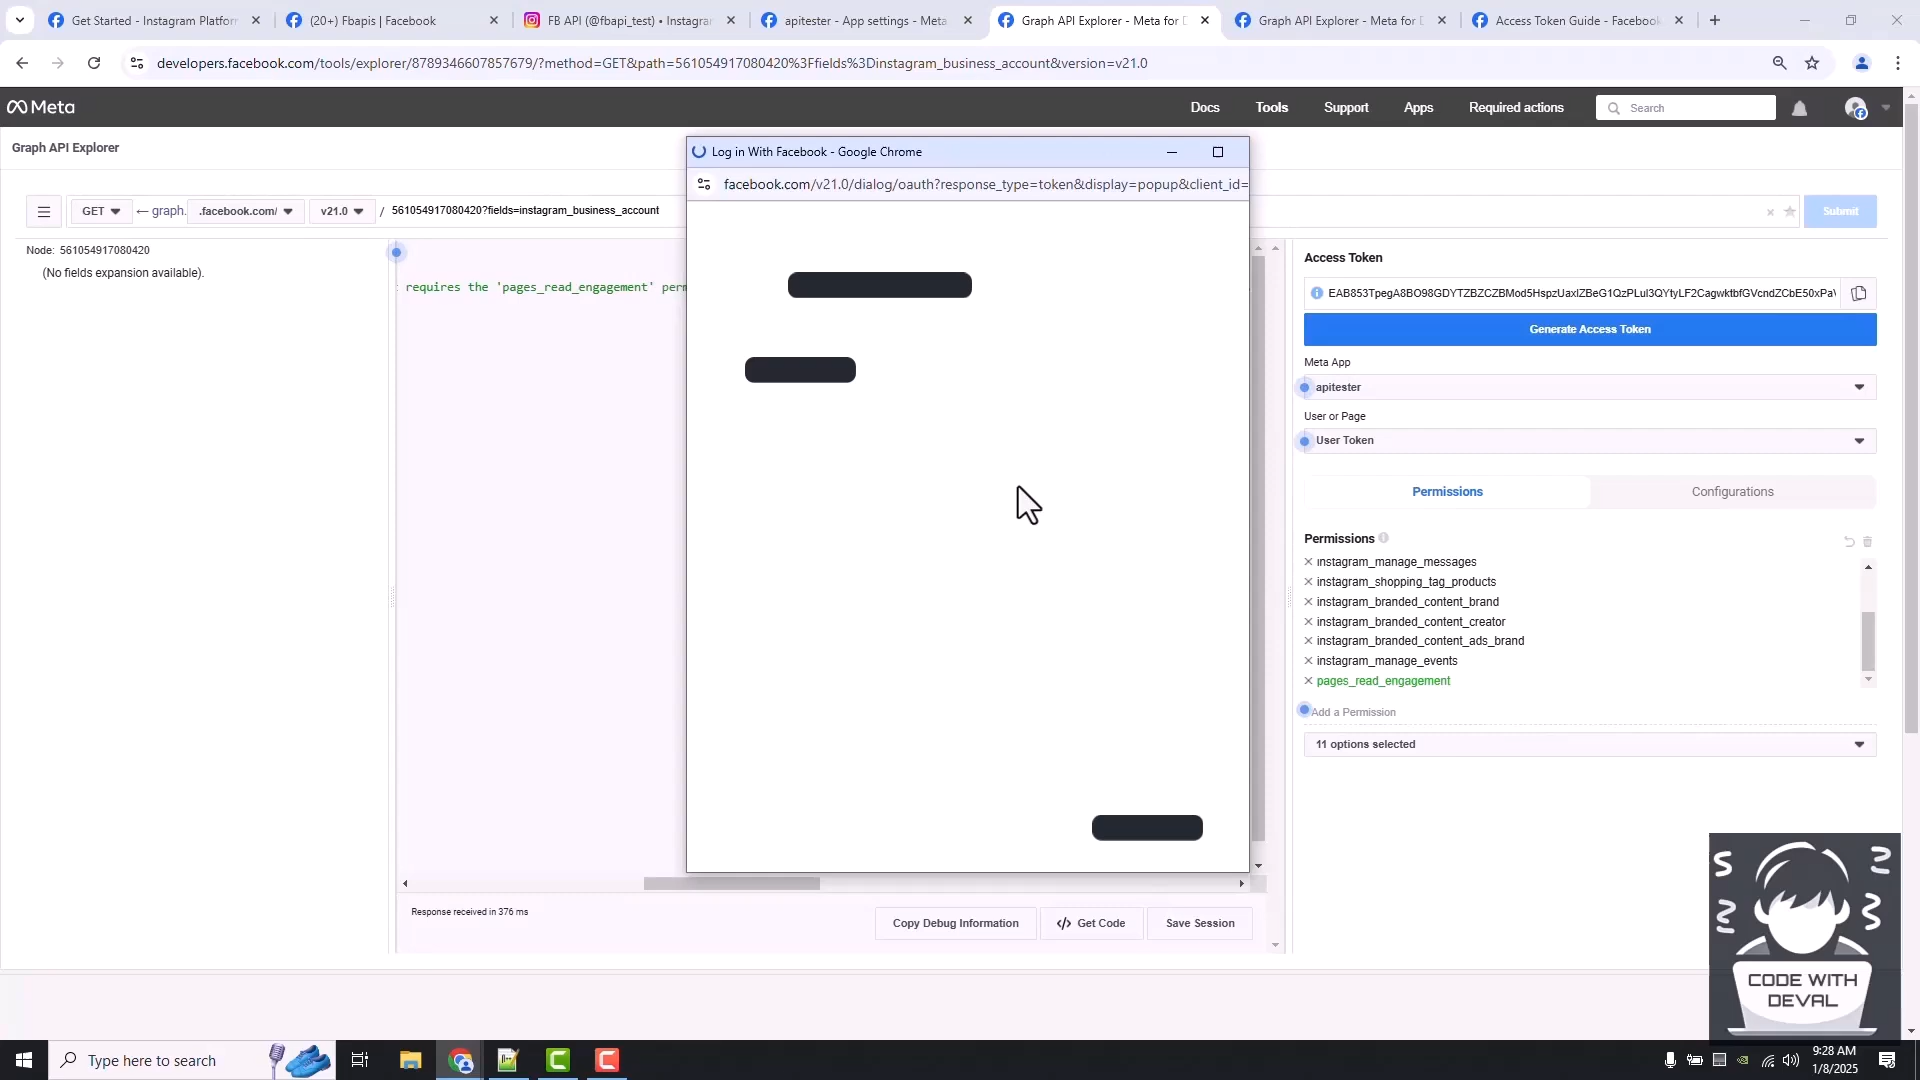 Get Started - Instagram Platfor
(20+) Fbapis | Facebook
FB API (@fbapi_test) • Instagra
apitester - App settings - Meta
Graph API Explorer - Meta for D
Graph API Explorer - Meta for D
Access Token Guide - Facebook
developers.facebook.com/tools/explorer/8789346607857679/?method=GET&path=561054917080420%3Ffields%3Dinstagram_business_account&version=v21.0
Meta
Docs
Tools
Support
Apps
Required actions
Search
Graph API Explorer
Log in With Facebook - Google Chrome
facebook.com/v21.0/dialog/oauth?response_type=token&display=popup&client_id=
GET
graph.
.facebook.com/
v21.0
/
561054917080420?fields=instagram_business_account
Submit
Node: 561054917080420
(No fields expansion available).
: requires the 'pages_read_engagement' perm
Access Token
Generate Access Token
Meta App
apitester
User or Page
User Token
Permissions
Configurations
Permissions
instagram_manage_messages
instagram_shopping_tag_products
instagram_branded_content_brand
instagram_branded_content_creator
instagram_branded_content_ads_brand
instagram_manage_events
pages_read_engagement
Add a Permission
11 options selected
Response received in 376 ms
Copy Debug Information
</> Get Code
Save Session
CODE WITH
DEVAL
Type here to search
9:28 AM
1/8/2025